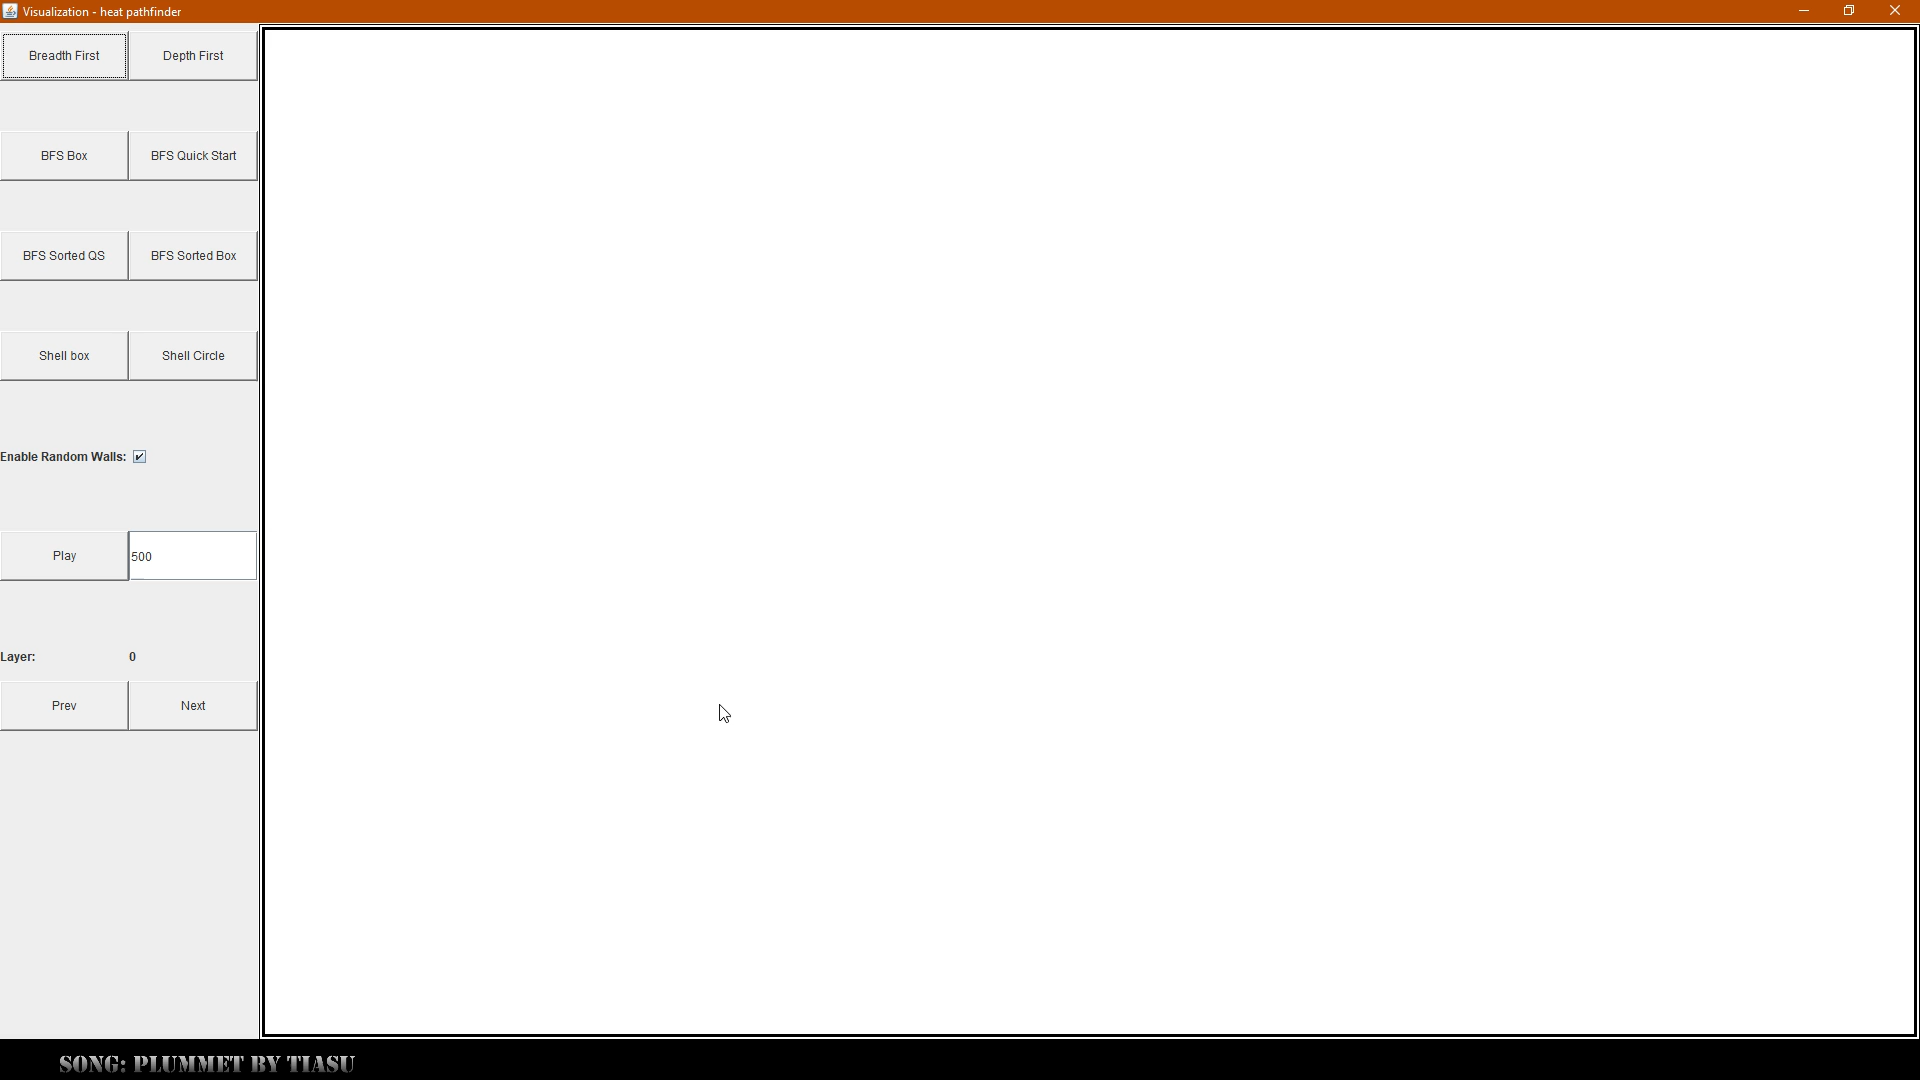 Visualization - heat pathfinder
Breadth First
Depth First
BFS Box
BFS Quick Start
BFS Sorted QS
BFS Sorted Box
Shell box
Shell Circle
Enable Random Walls:
Play
500
Layer:
0
Prev
Next
SONG: PLUMMET BY TIASU